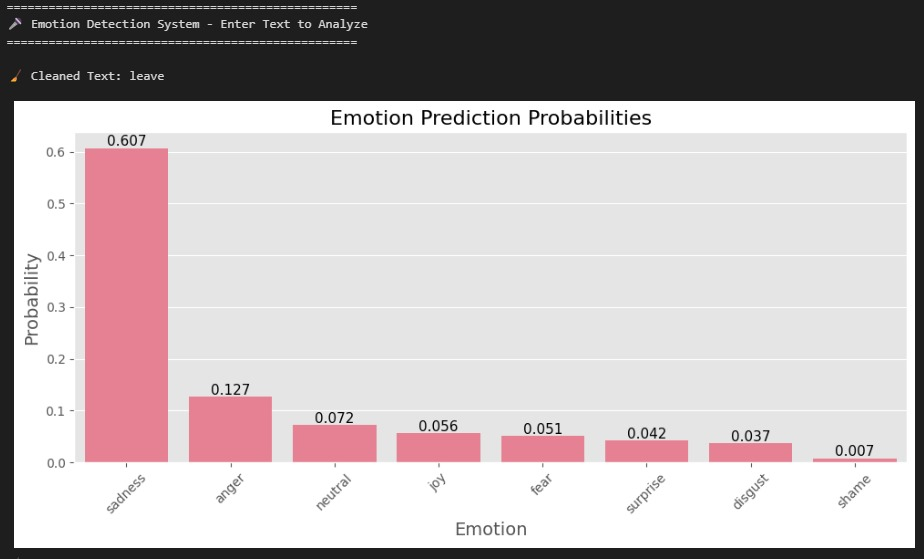 ==================================================
🎤 Emotion Detection System - Enter Text to Analyze
==================================================
🧹 Cleaned Text: leave
Emotion Prediction Probabilities
0.607
0.6
0.5
0.4
0.3
0.2
0.127
0.1
0.072
0.056
0.051
0.042
0.037
0.007
0.0
Probability
sadness
anger
neutral
joy
fear
surprise
disgust
shame
Emotion